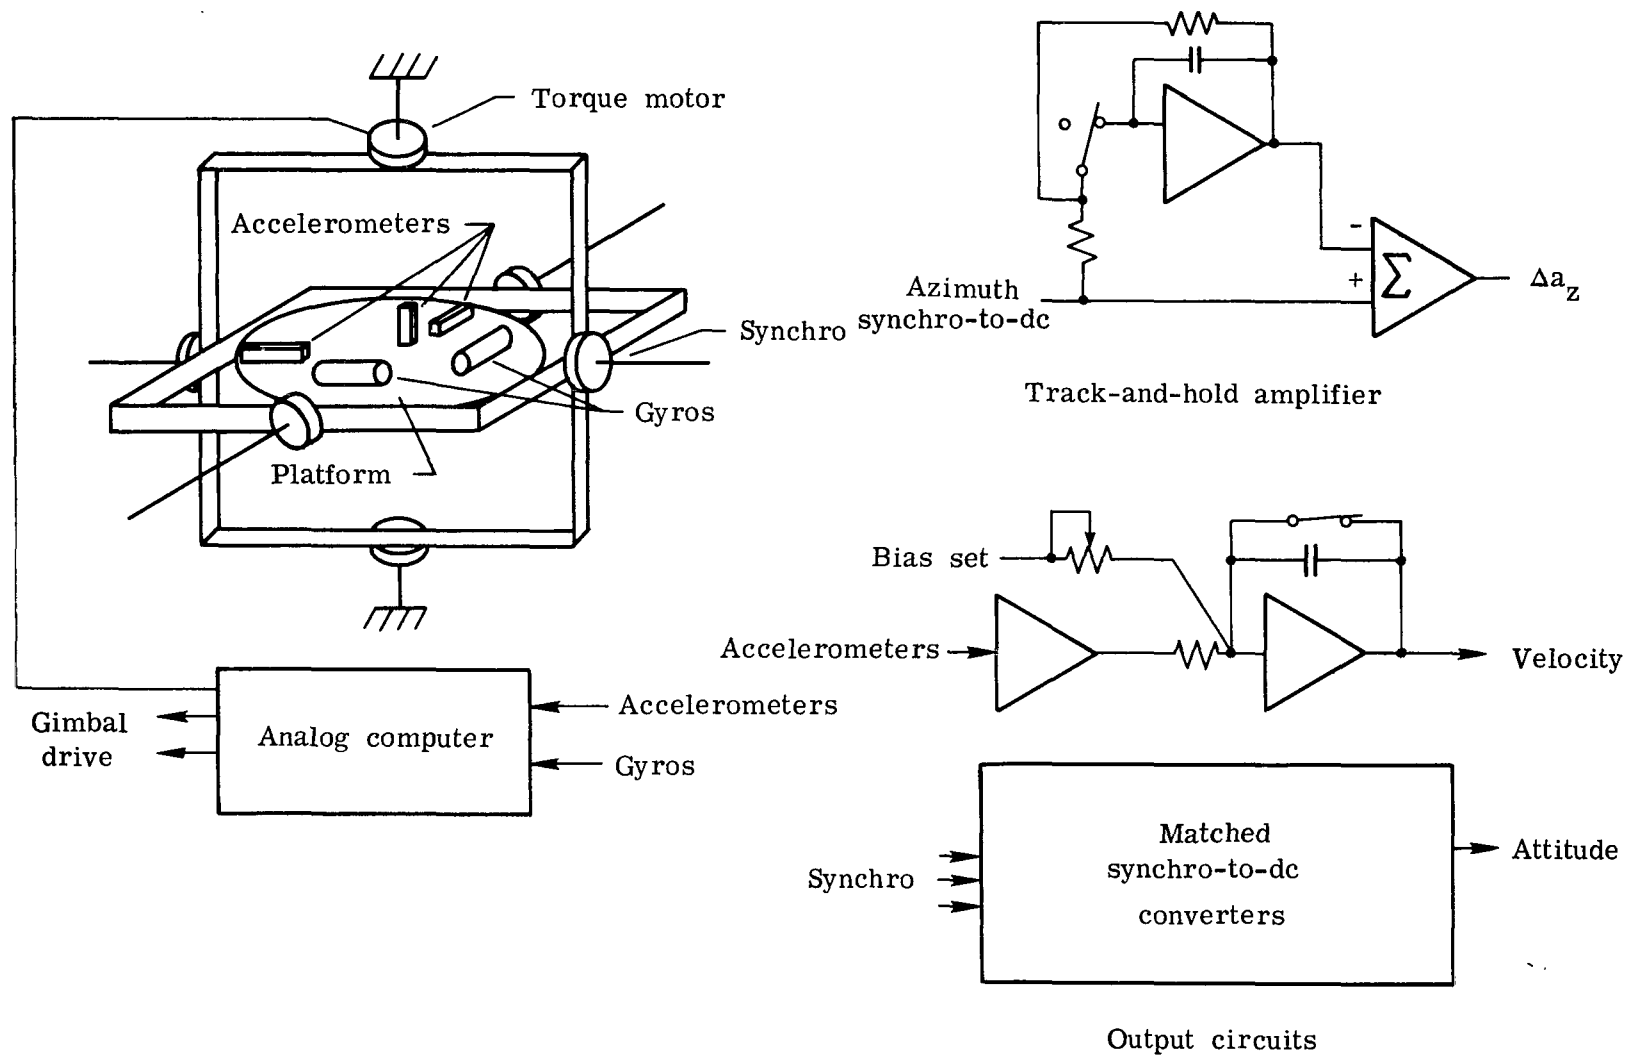 Torque motor
Accelerometers
Synchro
Gyros
Platform
Gimbal
drive
Analog computer
Accelerometers
Gyros
Azimuth
synchro-to-dc
-
+
Σ
Δa_z
Track-and-hold amplifier
Bias set
Accelerometers
Velocity
Synchro
Matched
synchro-to-dc
converters
Attitude
Output circuits